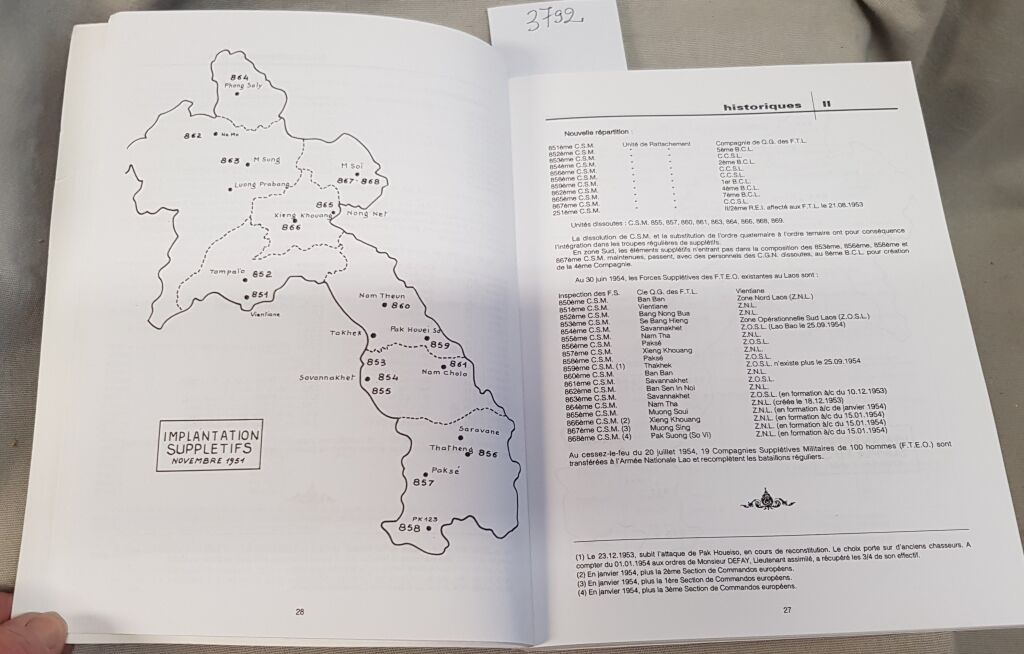 3792
864
Phong Saly
862
Na Mo
863
M Sung
M Soï
867-868
Luong Prabang
865
Nong Net
Xieng Khouang
866
Tompaïo
852
851
Vientiane
Nam Theun
860
Takhek
Pak Houei So
859
853
861
Nam Chalo
Savannakhet
854
855
Saravane
Thatheng
856
Paksé
857
PK 123
858
IMPLANTATION
SUPPLETIFS
NOVEMBRE 1951
28
historiques II
Nouvelle répartition :
851ème C.S.M. Unité de Rattachement Compagnie de Q.G. des F.T.L.
852ème C.S.M. " " 5ème B.C.L.
853ème C.S.M. " " C.C.S.L.
854ème C.S.M. " " 2ème B.C.L.
856ème C.S.M. " " C.C.S.L.
858ème C.S.M. " " C.C.S.L.
859ème C.S.M. " " 1er B.C.L.
862ème C.S.M. " " 4ème B.C.L.
865ème C.S.M. " " 7ème B.C.L.
867ème C.S.M. " " C.C.S.L.
251ème C.S.M. II/2ème R.E.I. affecté aux F.T.L. le 21.08.1953
Unités dissoutes : C.S.M. 855, 857, 860, 861, 863, 864, 866, 868, 869.
La dissolution de C.S.M. et la substitution de l'ordre quaternaire à l'ordre ternaire ont pour conséquence
l'intégration dans les troupes régulières de supplétifs.
En zone Sud, les éléments supplétifs n'entrant pas dans la composition des 853ème, 856ème, 858ème et
867ème C.S.M. maintenues, passent, avec des personnels des C.G.N. dissoutes, au 8ème B.C.L. pour création
de la 4ème Compagnie.
Au 30 juin 1954, les Forces Supplétives des F.T.E.O. existantes au Laos sont :
Inspection des F.S. Cie Q.G. des F.T.L. Vientiane
850ème C.S.M. Ban Ban Zone Nord Laos (Z.N.L.)
851ème C.S.M. Vientiane Z.N.L.
852ème C.S.M. Bang Nong Bua Z.N.L.
853ème C.S.M. Se Bang Hieng Zone Opérationnelle Sud Laos (Z.O.S.L.)
854ème C.S.M. Savannakhet Z.O.S.L. (Lao Bao le 25.09.1954)
855ème C.S.M. Nam Tha Z.N.L.
856ème C.S.M. Paksé Z.O.S.L.
857ème C.S.M. Xieng Khouang Z.N.L.
858ème C.S.M. Paksé Z.O.S.L.
859ème C.S.M. (1) Thakhek Z.O.S.L. n'existe plus le 25.09.1954
860ème C.S.M. Ban Ban Z.N.L.
861ème C.S.M. Savannakhet Z.O.S.L.
862ème C.S.M. Ban Sen In Noi Z.N.L.
863ème C.S.M. Savannakhet Z.O.S.L. (en formation à/c du 10.12.1953)
864ème C.S.M. Nam Tha Z.N.L. (créée le 18.12.1953)
865ème C.S.M. Muong Soui Z.N.L. (en formation à/c de janvier 1954)
866ème C.S.M. (2) Xieng Khouang Z.N.L. (en formation à/c du 15.01.1954)
867ème C.S.M. (3) Muong Sing Z.N.L. (en formation à/c du 15.01.1954)
868ème C.S.M. (4) Pak Suong (So Vi) Z.N.L. (en formation à/c du 15.01.1954)
Au cessez-le-feu du 20 juillet 1954, 19 Compagnies Supplétives Militaires de 100 hommes (F.T.E.O.) sont
transférées à l'Armée Nationale Lao et recomplètent les bataillons réguliers.
(1) Le 23.12.1953, subit l'attaque de Pak Houeiso, en cours de reconstitution. Le choix porte sur d'anciens chasseurs. A
compter du 01.01.1954 aux ordres de Monsieur DEFAY, Lieutenant assimilé, a récupéré les 3/4 de son effectif.
(2) En janvier 1954, plus la 2ème Section de Commandos européens.
(3) En janvier 1954, plus la 1ère Section de Commandos européens.
(4) En janvier 1954, plus la 3ème Section de Commandos européens.
27